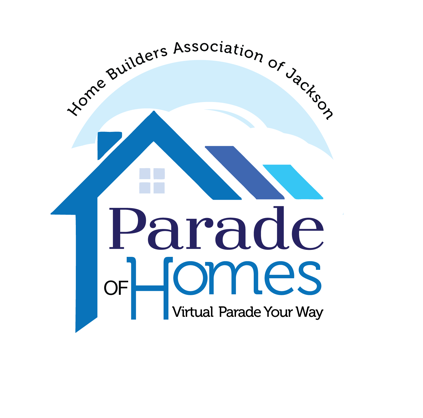 Home Builders Association of Jackson
Parade
OF Homes
Virtual Parade Your Way